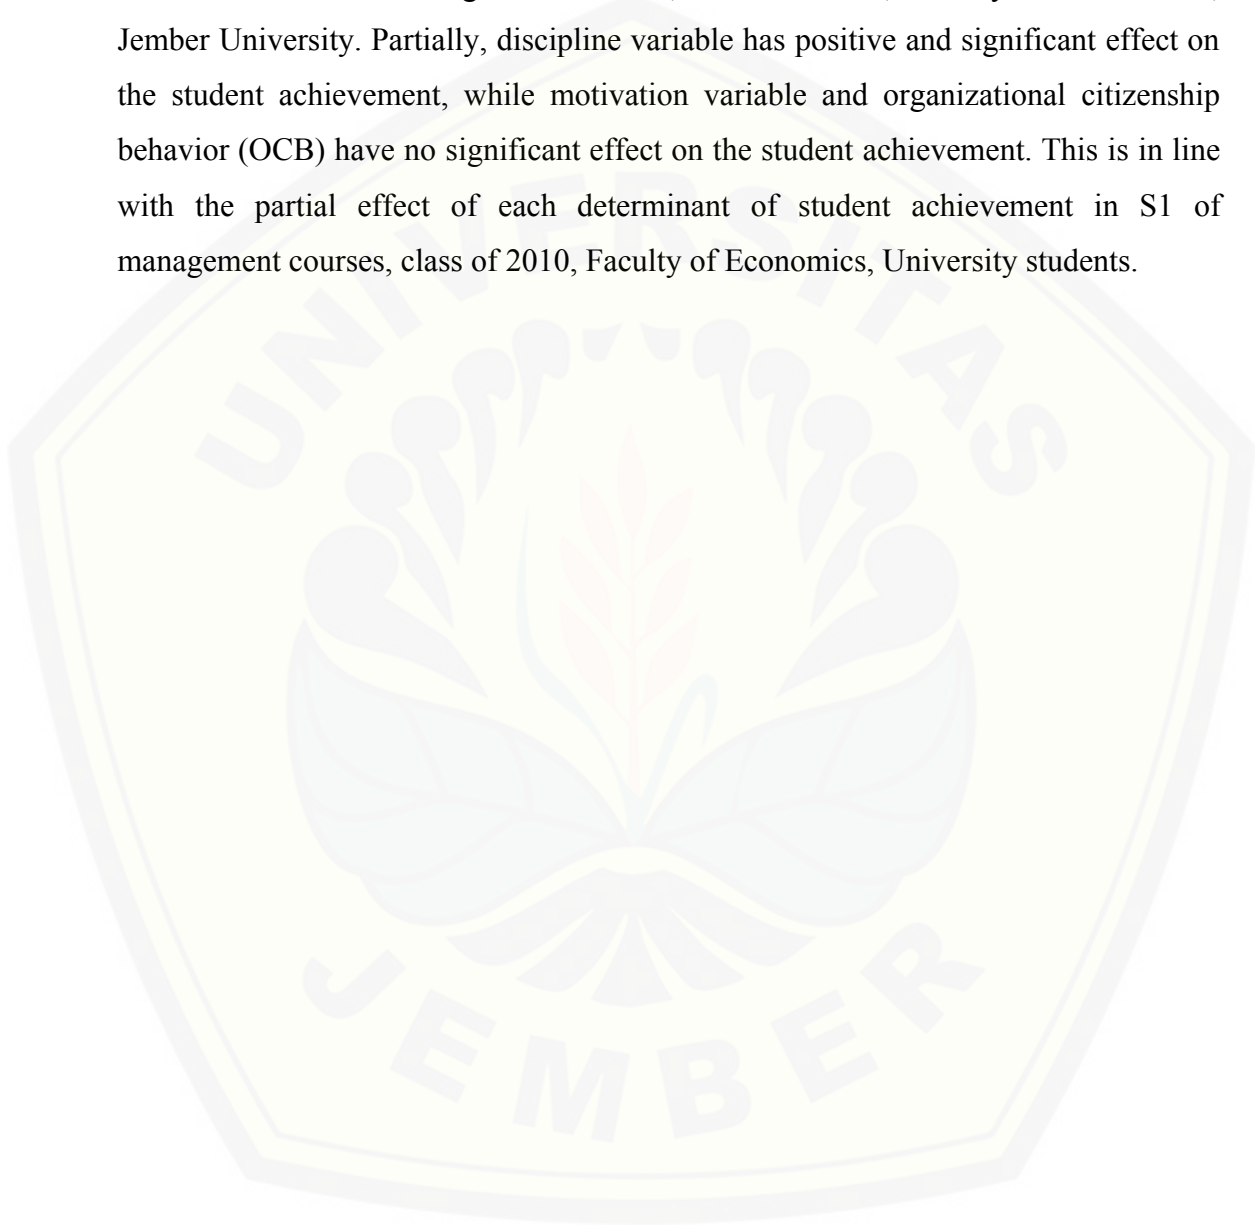 Jember University. Partially, discipline variable has positive and significant effect on
the student achievement, while motivation variable and organizational citizenship
behavior (OCB) have no significant effect on the student achievement. This is in line
with the partial effect of each determinant of student achievement in S1 of
management courses, class of 2010, Faculty of Economics, University students.
UNIVERSITAS
JEMBER